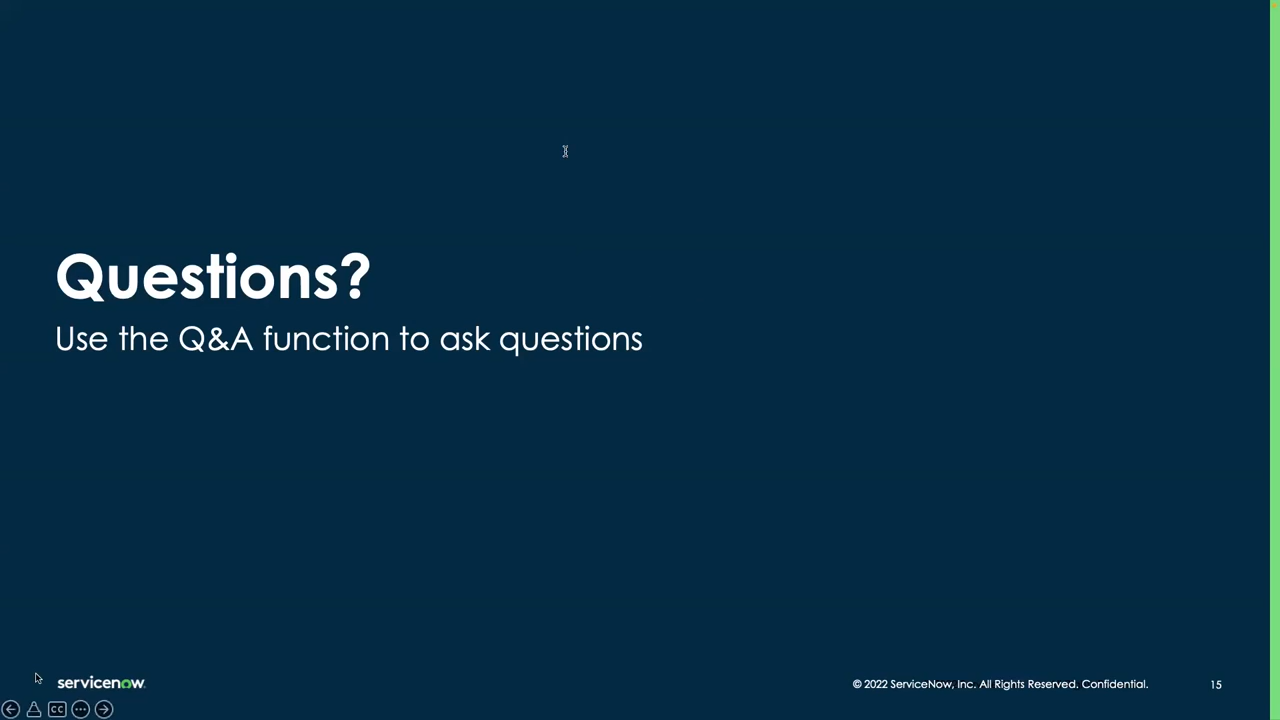 Questions?
Use the Q&A function to ask questions
servicenow.
© 2022 ServiceNow, Inc. All Rights Reserved. Confidential.
15
CC